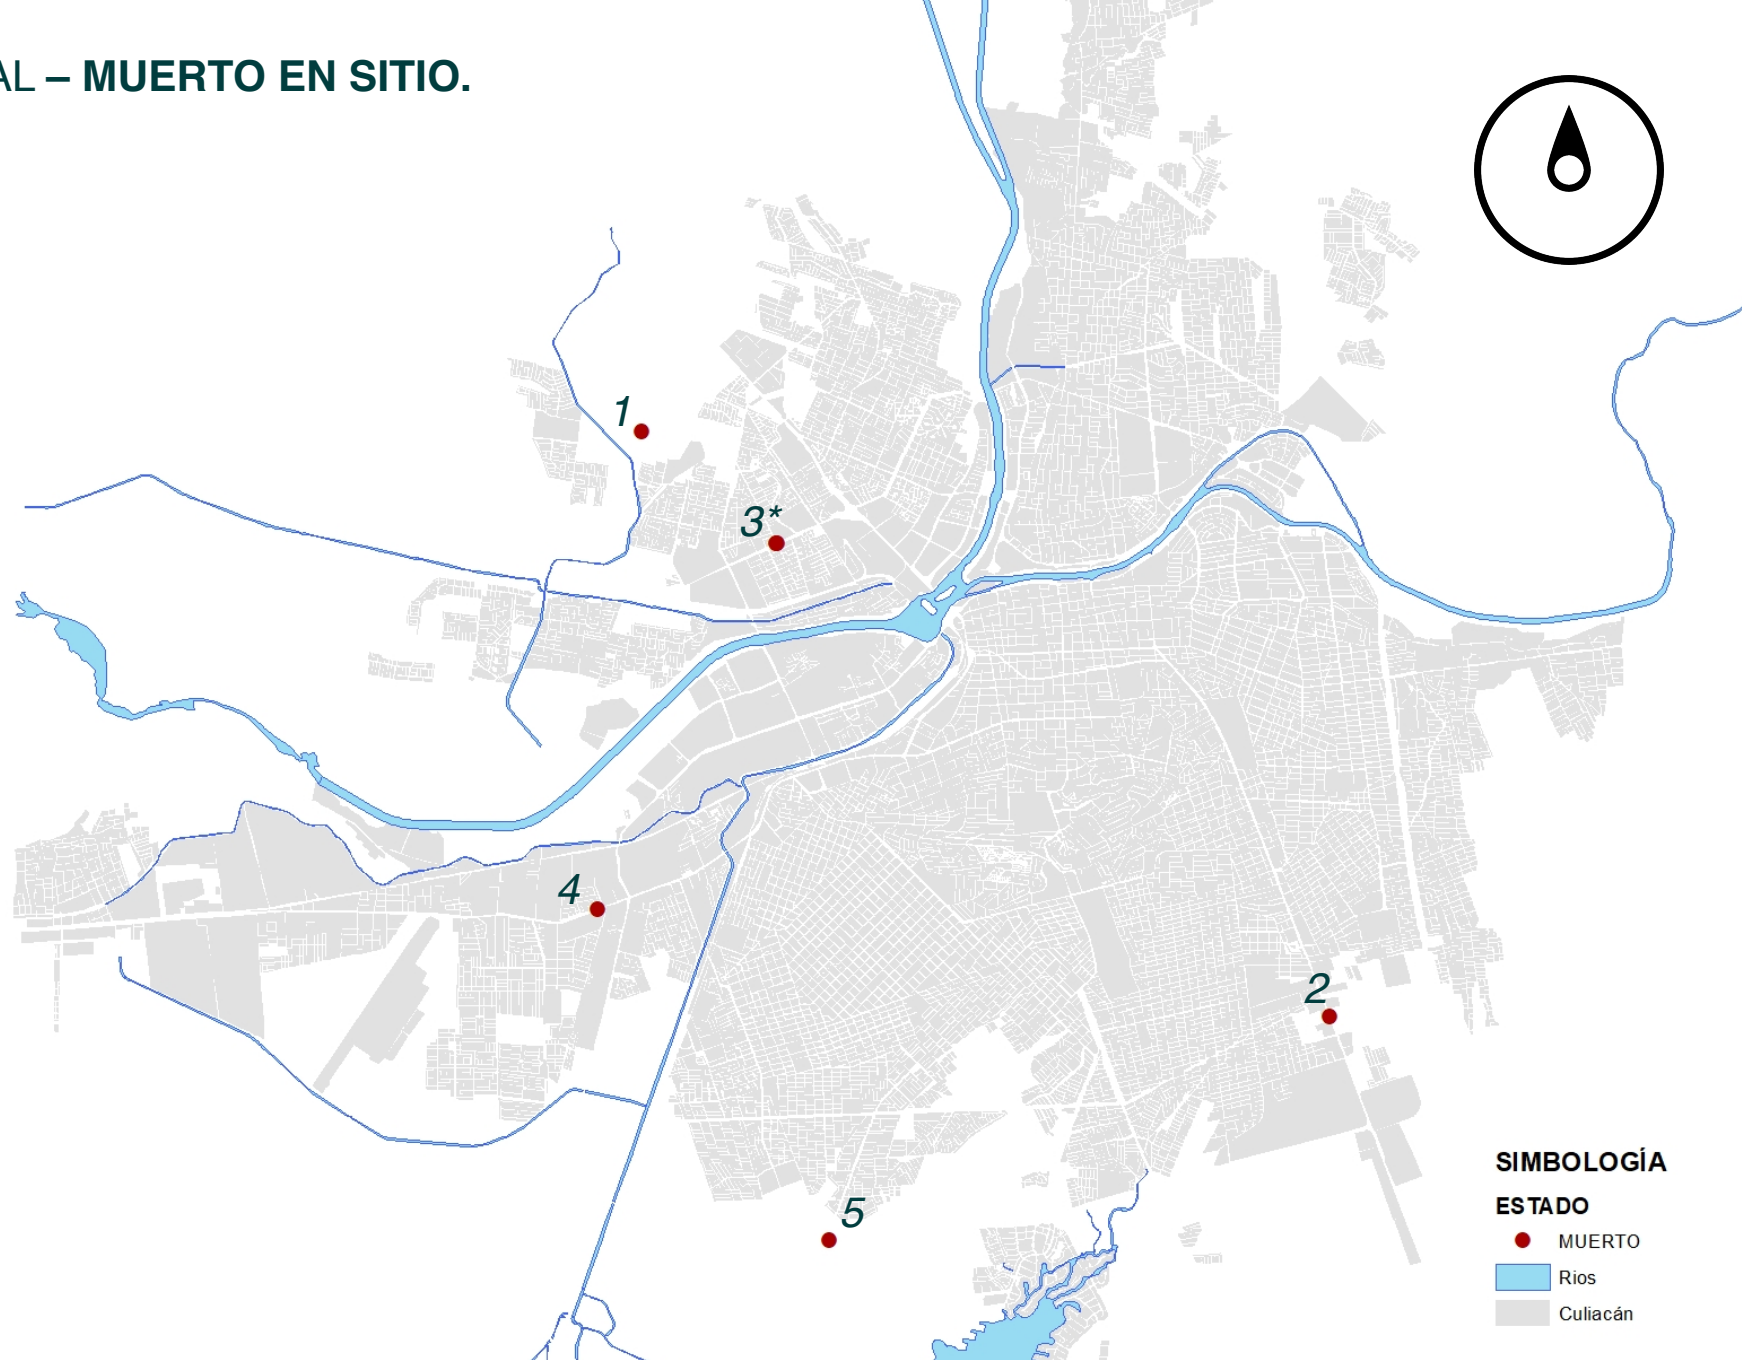 AL – MUERTO EN SITIO.
1
3*
4
2
5
SIMBOLOGÍA
ESTADO
MUERTO
Rios
Culiacán